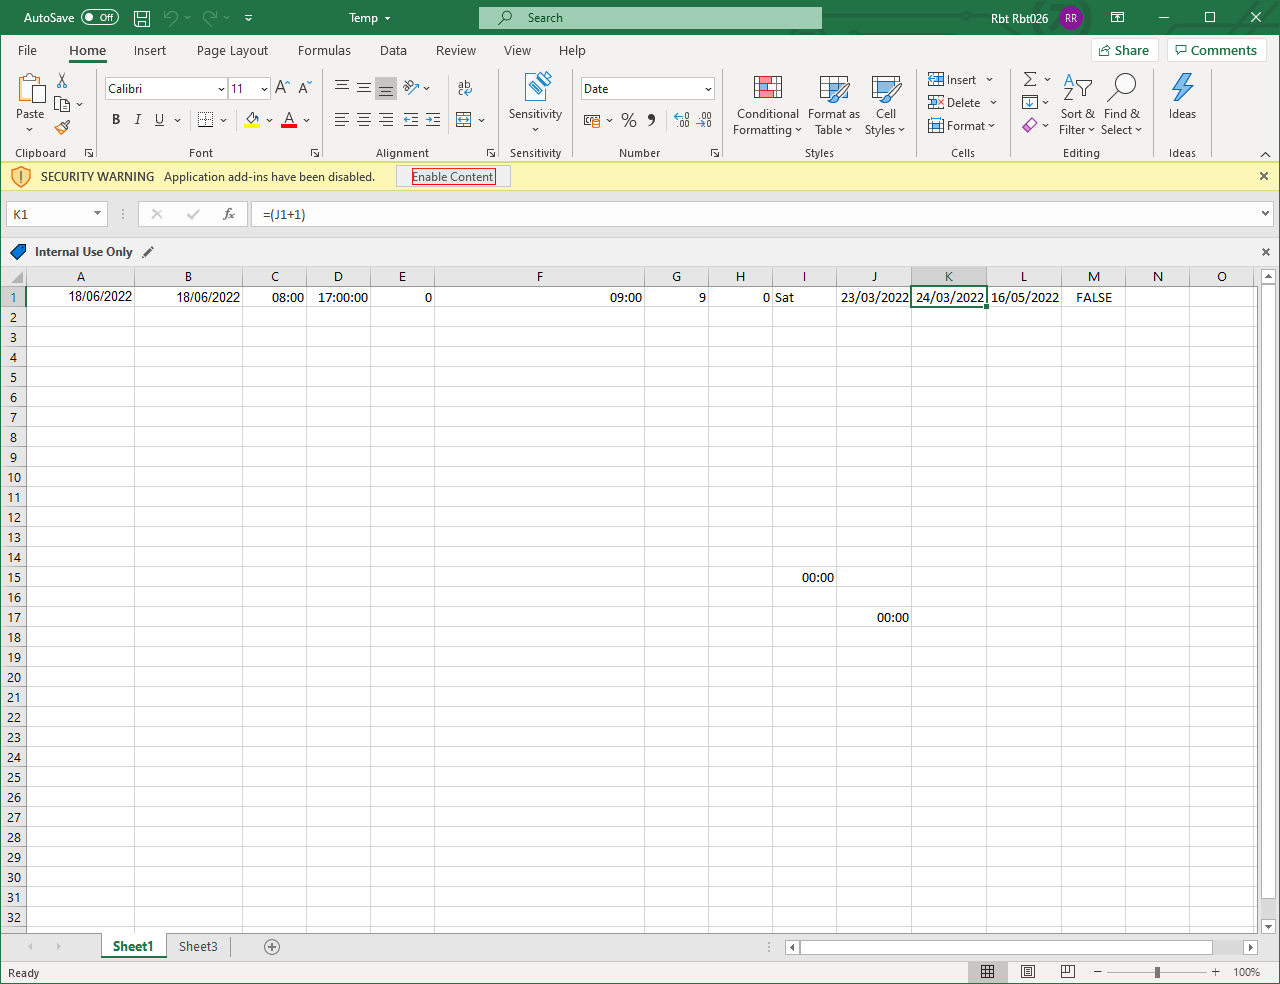 AutoSave Off Temp Search Rbt Rbt026 RR
File Home Insert Page Layout Formulas Data Review View Help Share Comments
Paste Calibri 11 A A ab c Sensitivity Date Conditional Formatting Format as Table Cell Styles Insert Delete Format Sort & Filter Find & Select Ideas
B I U A % 9
Clipboard Font Alignment Sensitivity Number Styles Cells Editing Ideas
SECURITY WARNING Application add-ins have been disabled. Enable Content
K1 fx =(J1+1)
Internal Use Only
A B C D E F G H I J K L M N O
1 18/06/2022 18/06/2022 08:00 17:00:00 0 09:00 9 0 Sat 23/03/2022 24/03/2022 16/05/2022 FALSE
2
3
4
5
6
7
8
9
10
11
12
13
14
15 00:00
16
17 00:00
18
19
20
21
22
23
24
25
26
27
28
29
30
31
32
Sheet1 Sheet3
Ready 100%